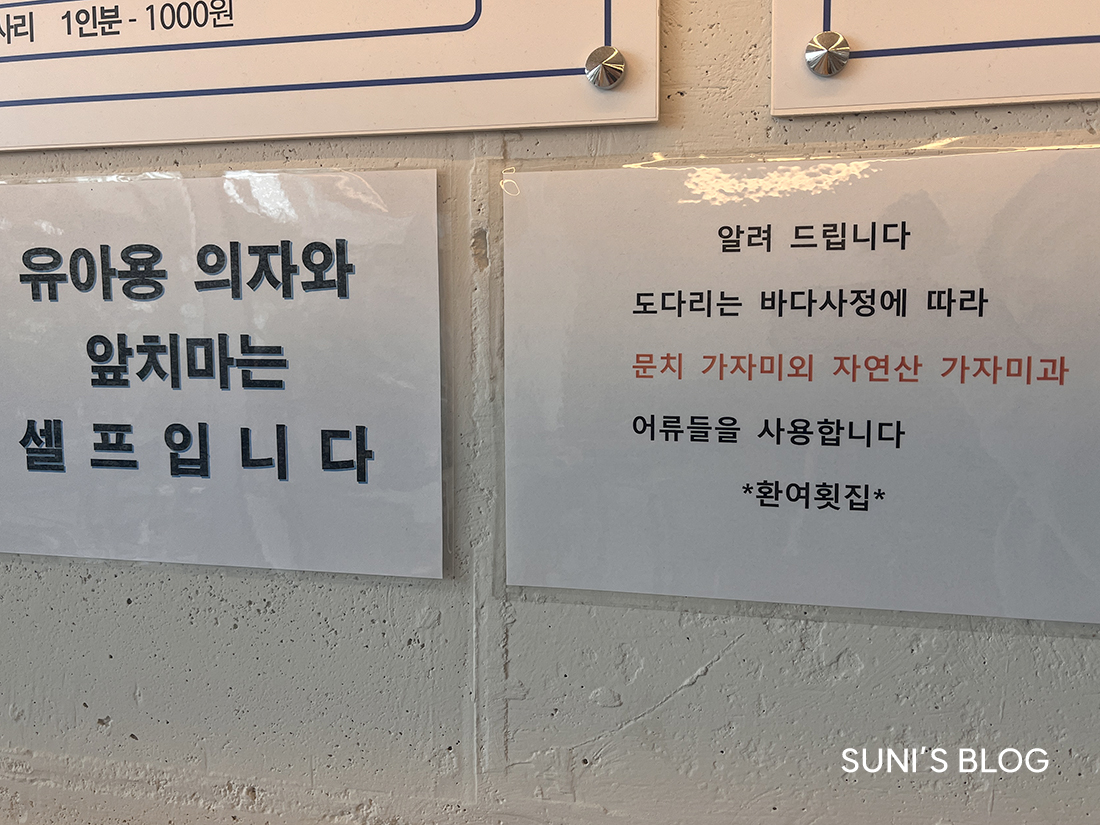 사리 1인분 - 1000원
유아용 의자와
앞치마는
셀 프 입 니 다
알려 드립니다
도다리는 바다사정에 따라
문치 가자미외 자연산 가자미과
어류들을 사용합니다
*환여횟집*
SUNI'S BLOG